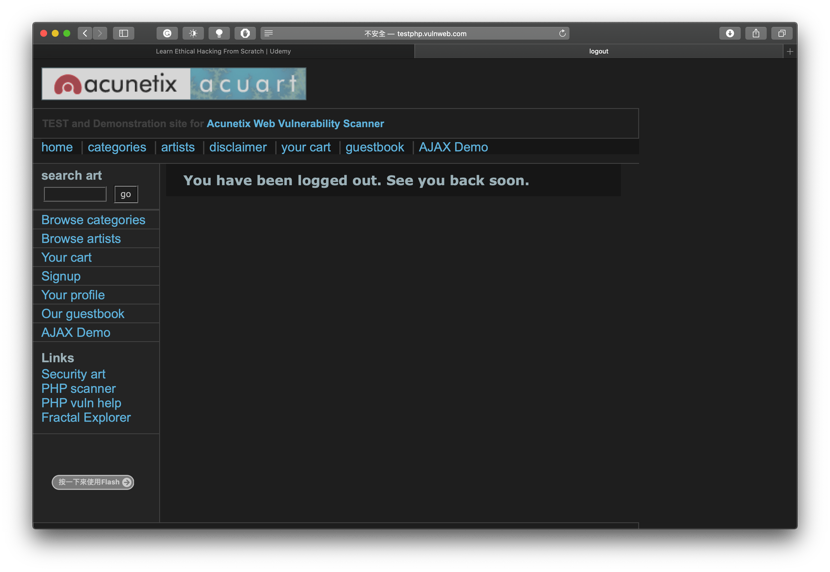 不安全 — testphp.vulnweb.com
Learn Ethical Hacking From Scratch | Udemy
logout
acunetix acuart
TEST and Demonstration site for Acunetix Web Vulnerability Scanner
home | categories | artists | disclaimer | your cart | guestbook | AJAX Demo
search art
go
You have been logged out. See you back soon.
Browse categories
Browse artists
Your cart
Signup
Your profile
Our guestbook
AJAX Demo
Links
Security art
PHP scanner
PHP vuln help
Fractal Explorer
按一下來使用Flash